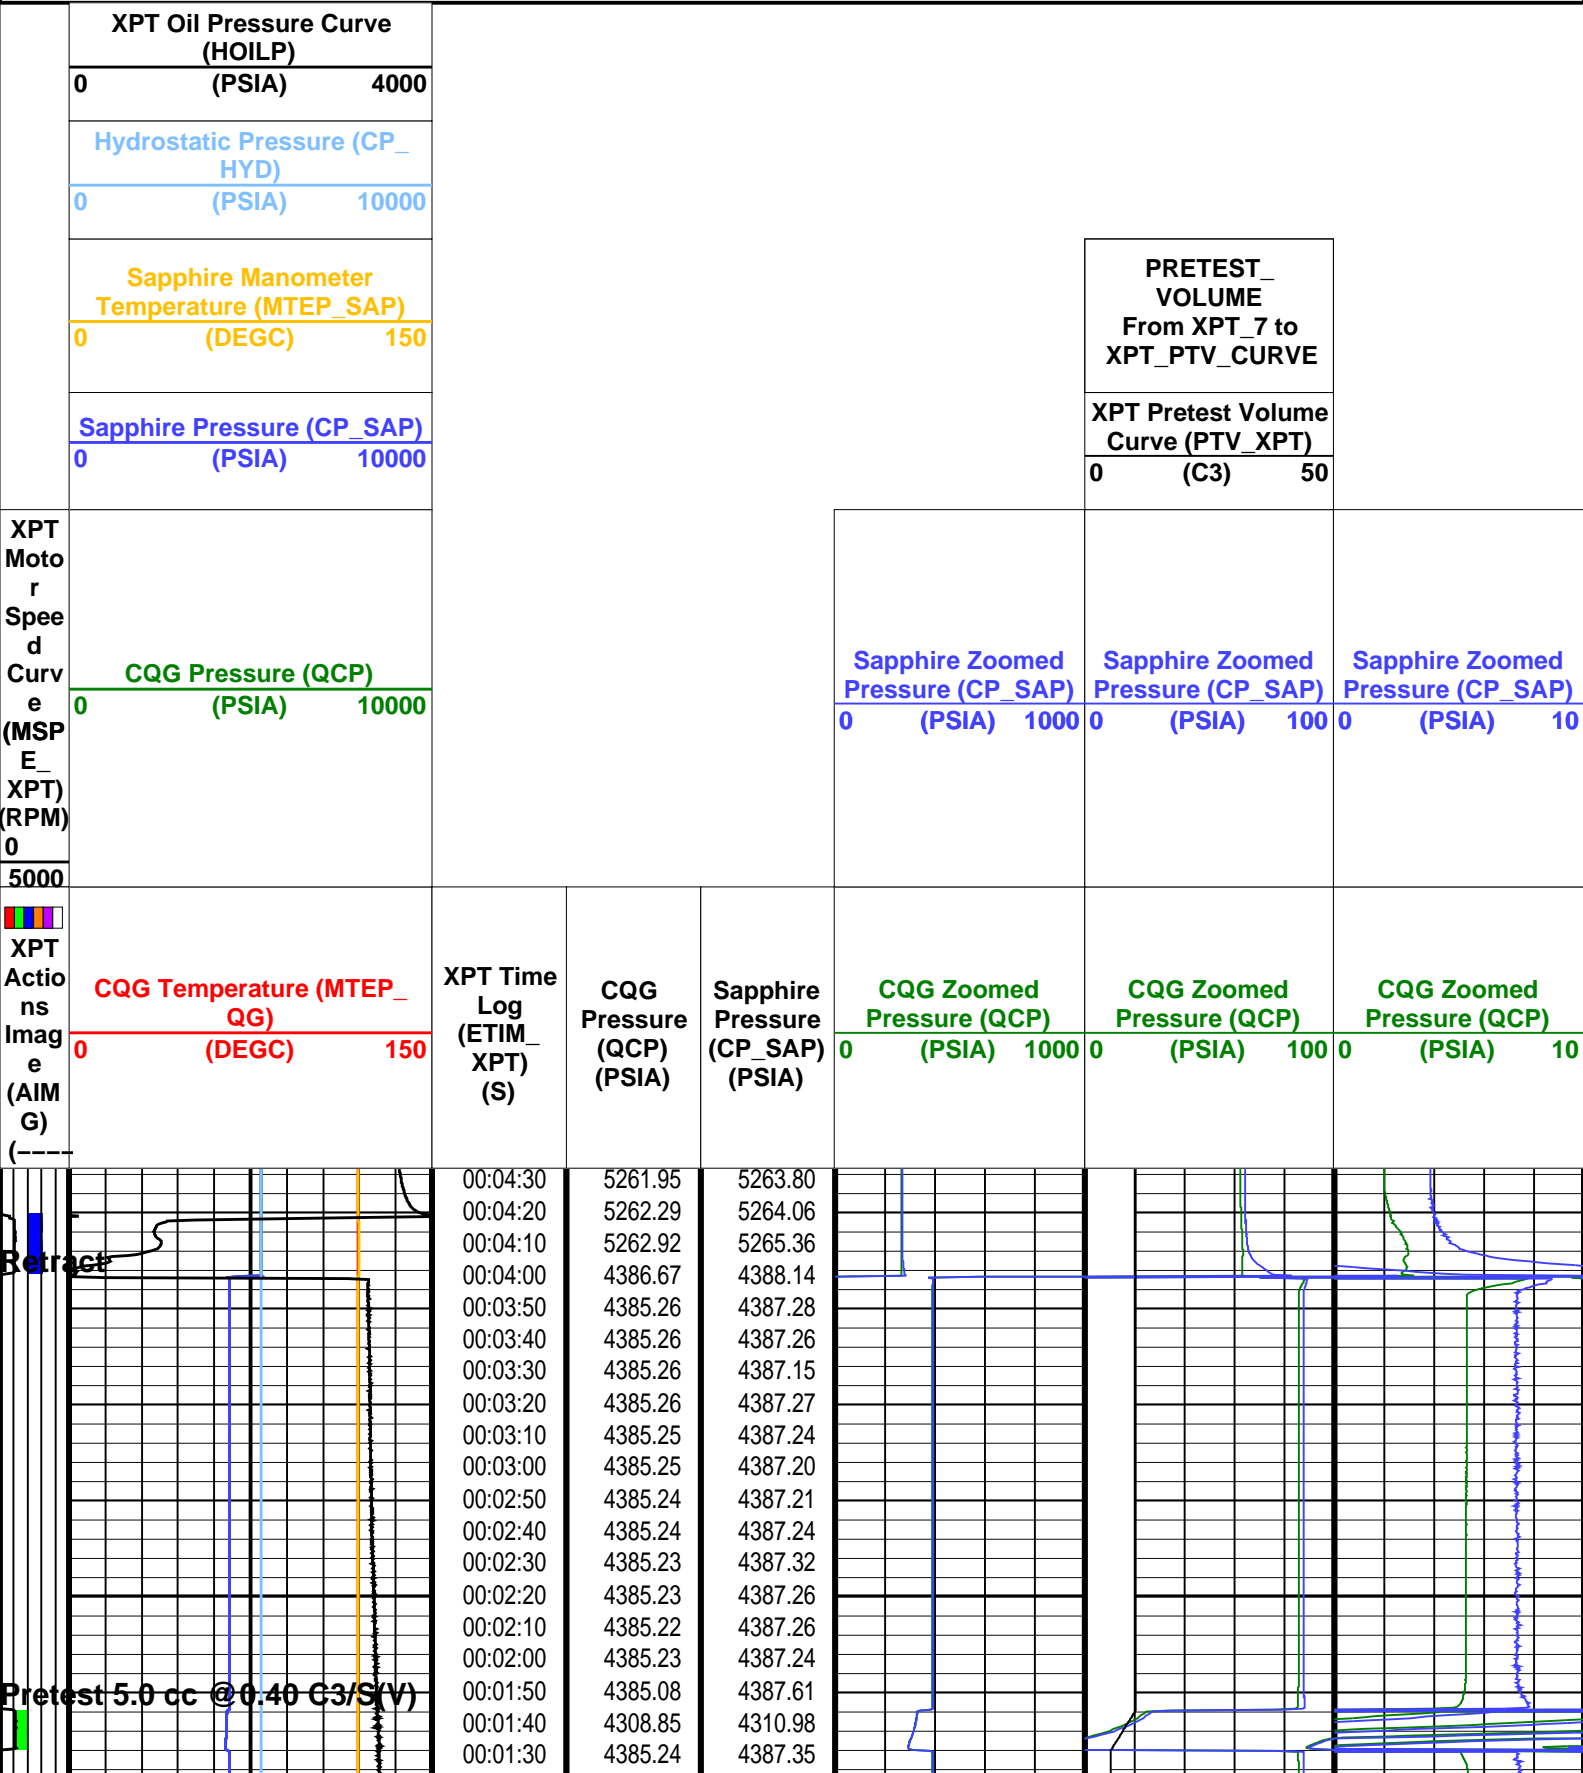 XPT Oil Pressure Curve
(HOILP)
0 (PSIA) 4000
Hydrostatic Pressure (CP_
HYD)
0 (PSIA) 10000
Sapphire Manometer
Temperature (MTEP_SAP)
0 (DEGC) 150
Sapphire Pressure (CP_SAP)
0 (PSIA) 10000
PRETEST_
VOLUME
From XPT_7 to
XPT_PTV_CURVE
XPT Pretest Volume
Curve (PTV_XPT)
0 (C3) 50
XPT
Moto
r
Spee
d
Curv
e
(MSP
E_
XPT)
(RPM)
0
5000
CQG Pressure (QCP)
0 (PSIA) 10000
Sapphire Zoomed
Pressure (CP_SAP)
0 (PSIA) 1000
Sapphire Zoomed
Pressure (CP_SAP)
0 (PSIA) 100
Sapphire Zoomed
Pressure (CP_SAP)
0 (PSIA) 10
XPT
Actio
ns
Imag
e
(AIM
G)
(----
CQG Temperature (MTEP_
QG)
0 (DEGC) 150
XPT Time
Log
(ETIM_
XPT)
(S)
CQG
Pressure
(QCP)
(PSIA)
Sapphire
Pressure
(CP_SAP)
(PSIA)
CQG Zoomed
Pressure (QCP)
0 (PSIA) 1000
CQG Zoomed
Pressure (QCP)
0 (PSIA) 100
CQG Zoomed
Pressure (QCP)
0 (PSIA) 10
00:04:30 5261.95 5263.80
00:04:20 5262.29 5264.06
00:04:10 5262.92 5265.36
Retract
00:04:00 4386.67 4388.14
00:03:50 4385.26 4387.28
00:03:40 4385.26 4387.26
00:03:30 4385.26 4387.15
00:03:20 4385.26 4387.27
00:03:10 4385.25 4387.24
00:03:00 4385.25 4387.20
00:02:50 4385.24 4387.21
00:02:40 4385.24 4387.24
00:02:30 4385.23 4387.32
00:02:20 4385.23 4387.26
00:02:10 4385.22 4387.26
00:02:00 4385.23 4387.24
Pretest 5.0 cc @0.40 C3/S(V) 00:01:50 4385.08 4387.61
00:01:40 4308.85 4310.98
00:01:30 4385.24 4387.35